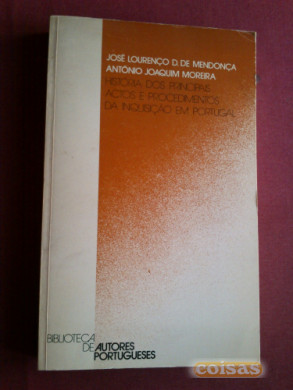 JOSÉ LOURENÇO D. DE MENDONÇA
ANTÓNIO JOAQUIM MOREIRA
HISTÓRIA DOS PRINCIPAIS
ACTOS E PROCEDIMENTOS
DA INQUISIÇÃO EM PORTUGAL
BIBLIOTECA
DE AUTORES
PORTUGUESES
coisas